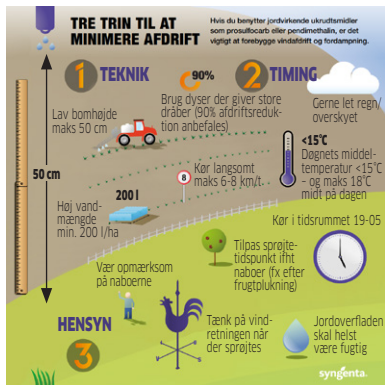 TRE TRIN TIL AT
MINIMERE AFDRIFT
Hvis du benytter jordvirkende ukrudtsmidler
som prosulfocarb eller pendimethalin, er det
vigtigt at forebygge vindafdrift og fordampning.
1 TEKNIK
90%
Brug dyser der giver store
dråber (90% afdriftsreduk-
tion anbefales)
Lav bomhøjde
maks 50 cm
50 cm
Kør langsomt
maks 6-8 km/t
8
200 l
Høj vand-
mængde
min. 200 l/ha
2 TIMING
Gerne let regn/
overskyet
<15°C
Døgnets middel-
temperatur <15°C
- og maks 18°C
midt på dagen
Kør i tidsrummet 19-05
Tilpas sprøjte-
tidspunkt ifht
naboer (fx efter
frugtplukning)
Vær opmærksom
på naboerne
HENSYN
3
Tænk på vind-
retningen når
der sprøjtes
Jordoverfladen
skal helst
være fugtig
syngenta.